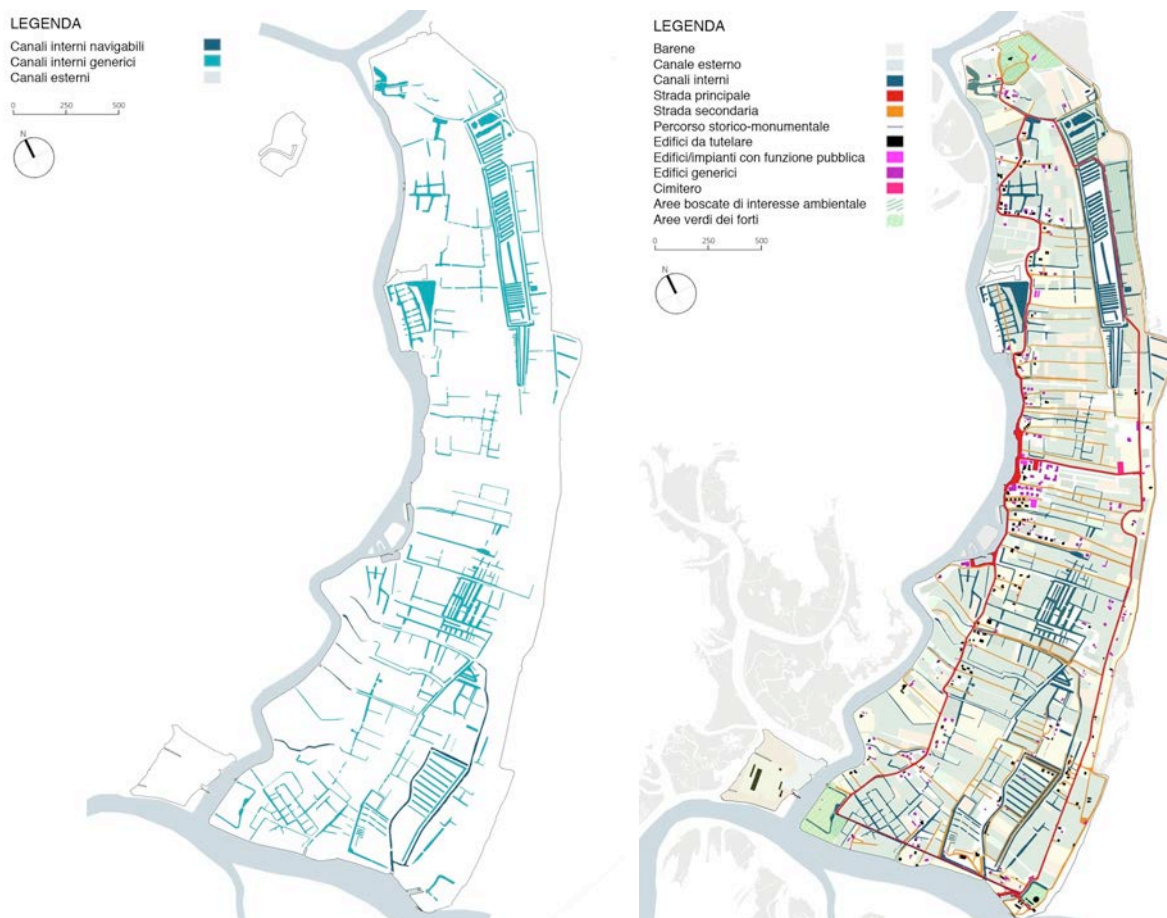 LEGENDA
Canali interni navigabili
Canali interni generici
Canali esterni
0 250 500
N
LEGENDA
Barene
Canale esterno
Canali interni
Strada principale
Strada secondaria
Percorso storico-monumentale
Edifici da tutelare
Edifici/impianti con funzione pubblica
Edifici generici
Cimitero
Aree boscate di interesse ambientale
Aree verdi dei forti
0 250 500
N